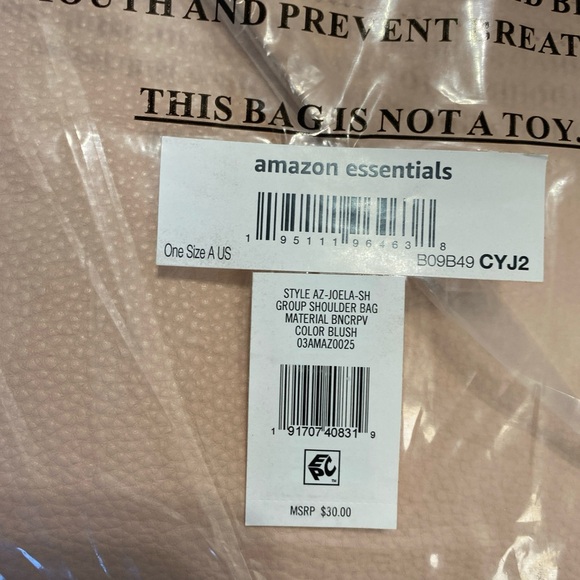 OUTH AND PREVENT BREAT
THIS BAG IS NOT A TOY.
amazon essentials
1 95111 96463 8
One Size A US
B09B49 CYJ2
STYLE AZ-JOELA-SH
GROUP SHOULDER BAG
MATERIAL BNCRPV
COLOR BLUSH
03AMAZ0025
1 91707 40831 9
EPC
MSRP $30.00